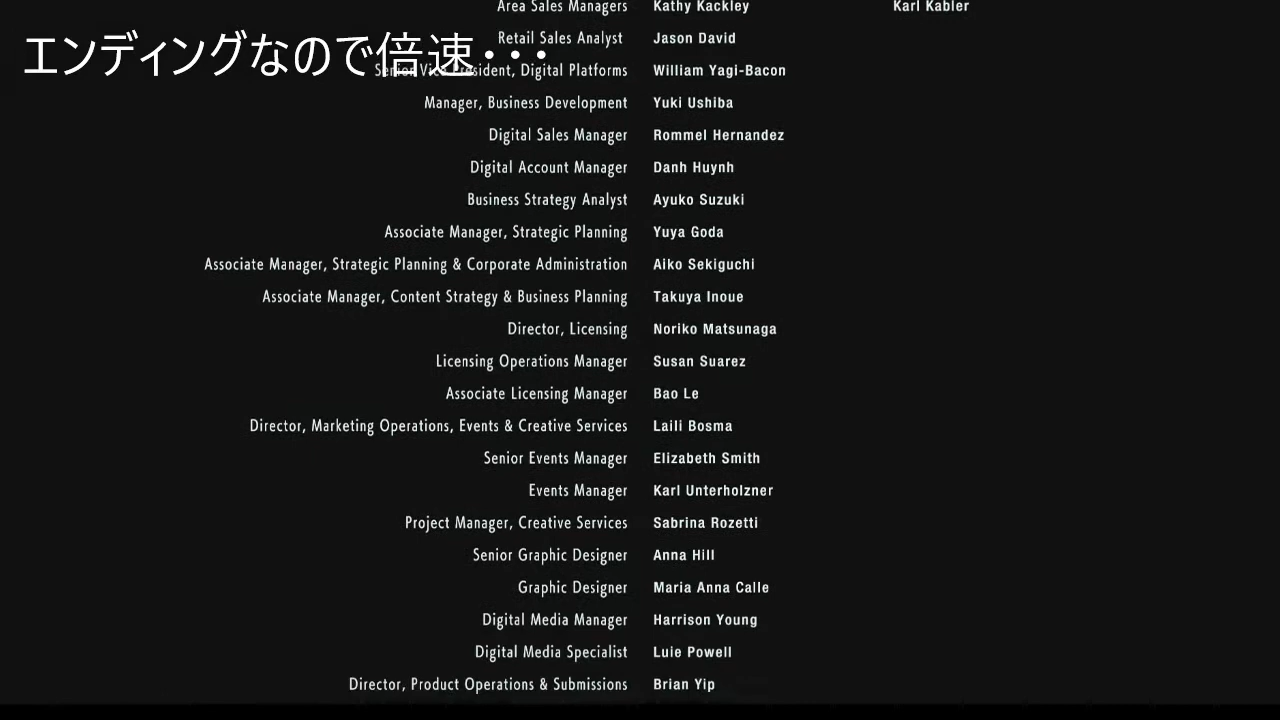 Area Sales Managers Kathy Kackley Karl Kabler
エンディングなので倍速・・・
Retail Sales Analyst Jason David
Senior Vice President, Digital Platforms William Yagi-Bacon
Manager, Business Development Yuki Ushiba
Digital Sales Manager Rommel Hernandez
Digital Account Manager Danh Huynh
Business Strategy Analyst Ayuko Suzuki
Associate Manager, Strategic Planning Yuya Goda
Associate Manager, Strategic Planning & Corporate Administration Aiko Sekiguchi
Associate Manager, Content Strategy & Business Planning Takuya Inoue
Director, Licensing Noriko Matsunaga
Licensing Operations Manager Susan Suarez
Associate Licensing Manager Bao Le
Director, Marketing Operations, Events & Creative Services Laili Bosma
Senior Events Manager Elizabeth Smith
Events Manager Karl Unterholzner
Project Manager, Creative Services Sabrina Rozetti
Senior Graphic Designer Anna Hill
Graphic Designer Maria Anna Calle
Digital Media Manager Harrison Young
Digital Media Specialist Luie Powell
Director, Product Operations & Submissions Brian Yip